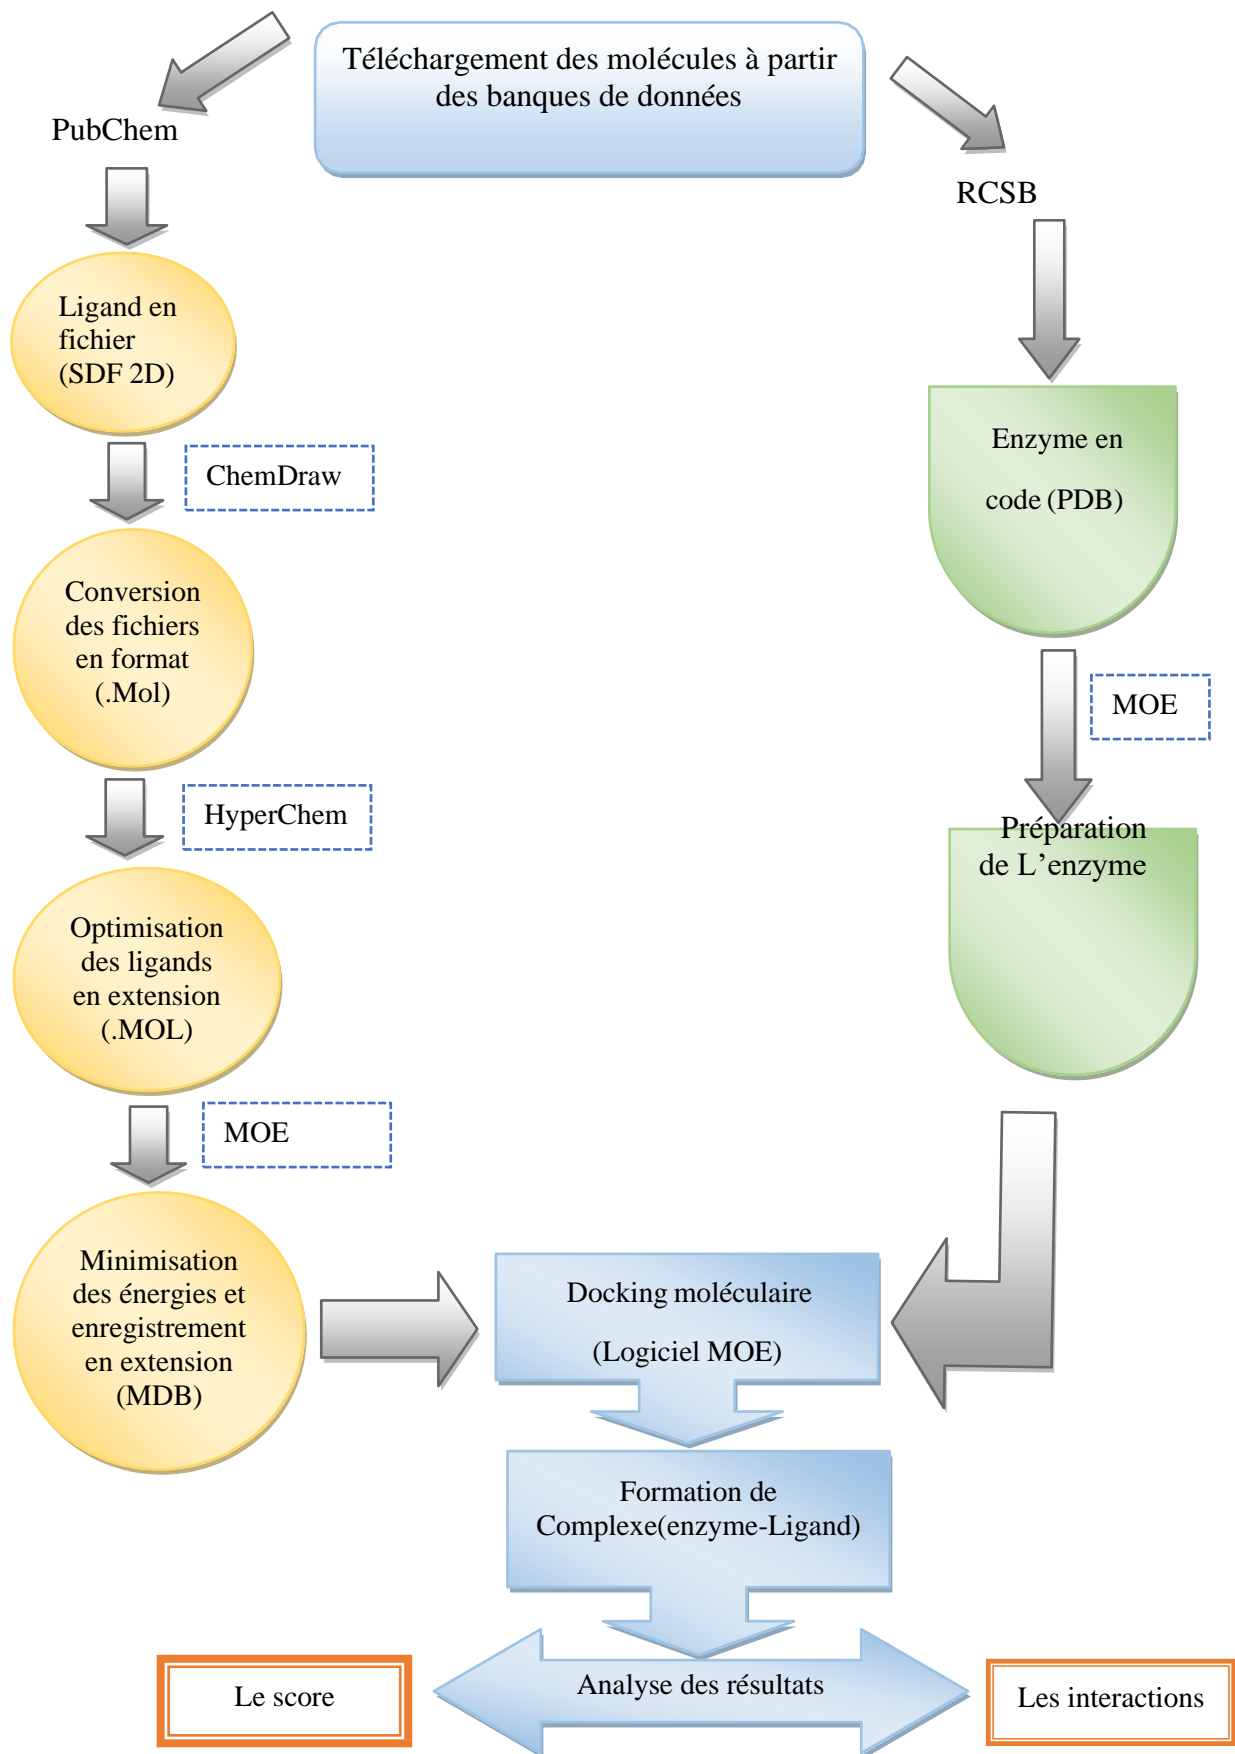 Téléchargement des molécules à partir
des banques de données
PubChem
RCSB
Ligand en
fichier
(SDF 2D)
ChemDraw
Conversion
des fichiers
en format
(.Mol)
HyperChem
Optimisation
des ligands
en extension
(.MOL)
MOE
Minimisation
des énergies et
enregistrement
en extension
(MDB)
Enzyme en
code (PDB)
MOE
Préparation
de L’enzyme
Docking moléculaire
(Logiciel MOE)
Formation de
Complexe(enzyme-Ligand)
Analyse des résultats
Le score
Les interactions